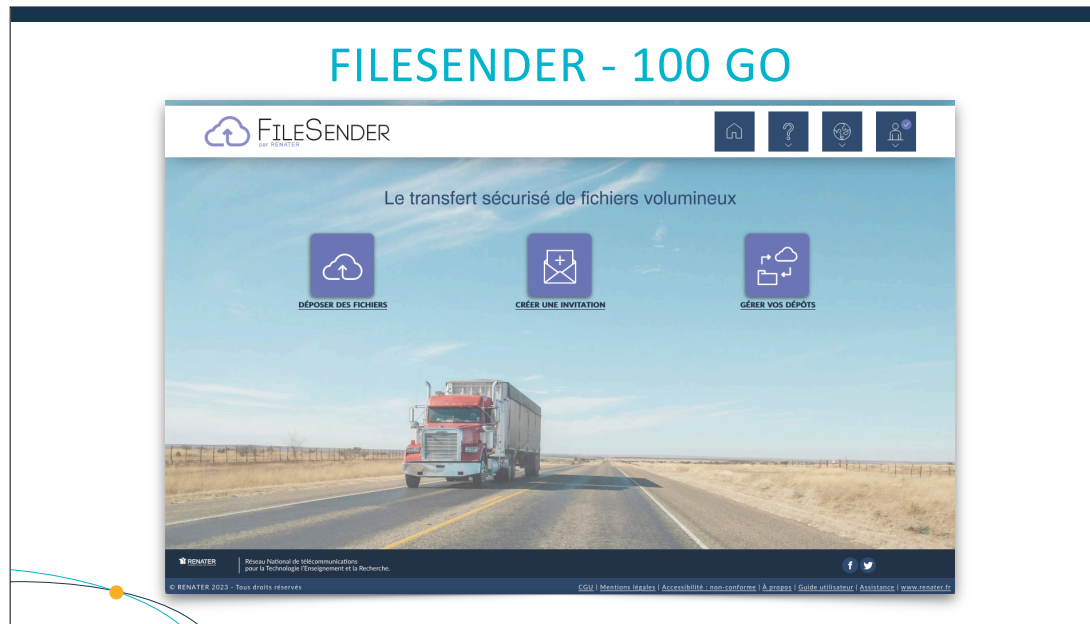 FILESENDER - 100 GO
FILESENDER
par RENATER
Le transfert sécurisé de fichiers volumineux
DÉPOSER DES FICHIERS
CRÉER UNE INVITATION
GÉRER VOS DÉPÔTS
RENATER
Réseau National de télécommunications
pour la Technologie l'Enseignement et la Recherche.
© RENATER 2023 - Tous droits réservés
CGU | Mentions légales | Accessibilité : non-conforme | À propos | Guide utilisateur | Assistance | www.renater.fr